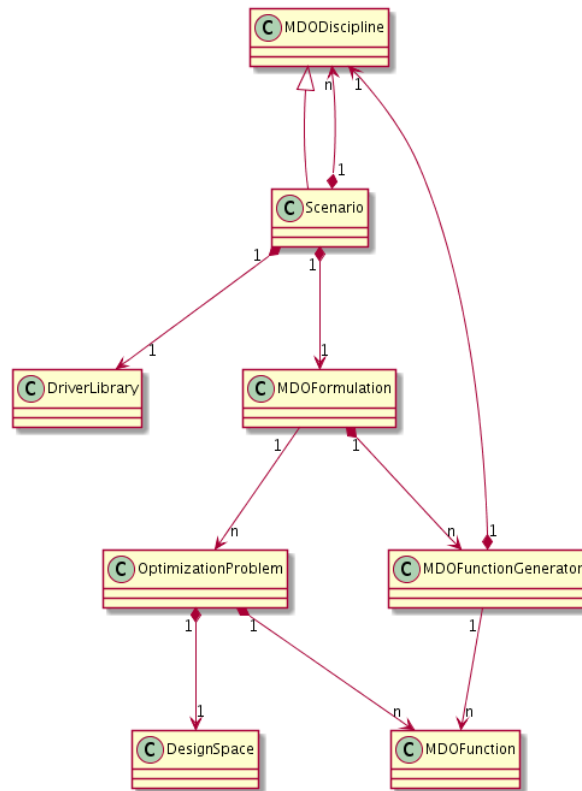 C MDODiscipline
n
1
1
C Scenario
1
1
1
1
C DriverLibrary
C MDOFormulation
1
1
n
n
1
C OptimizationProblem
C MDOFunctionGenerator
1
1
1
1
n
n
C DesignSpace
C MDOFunction